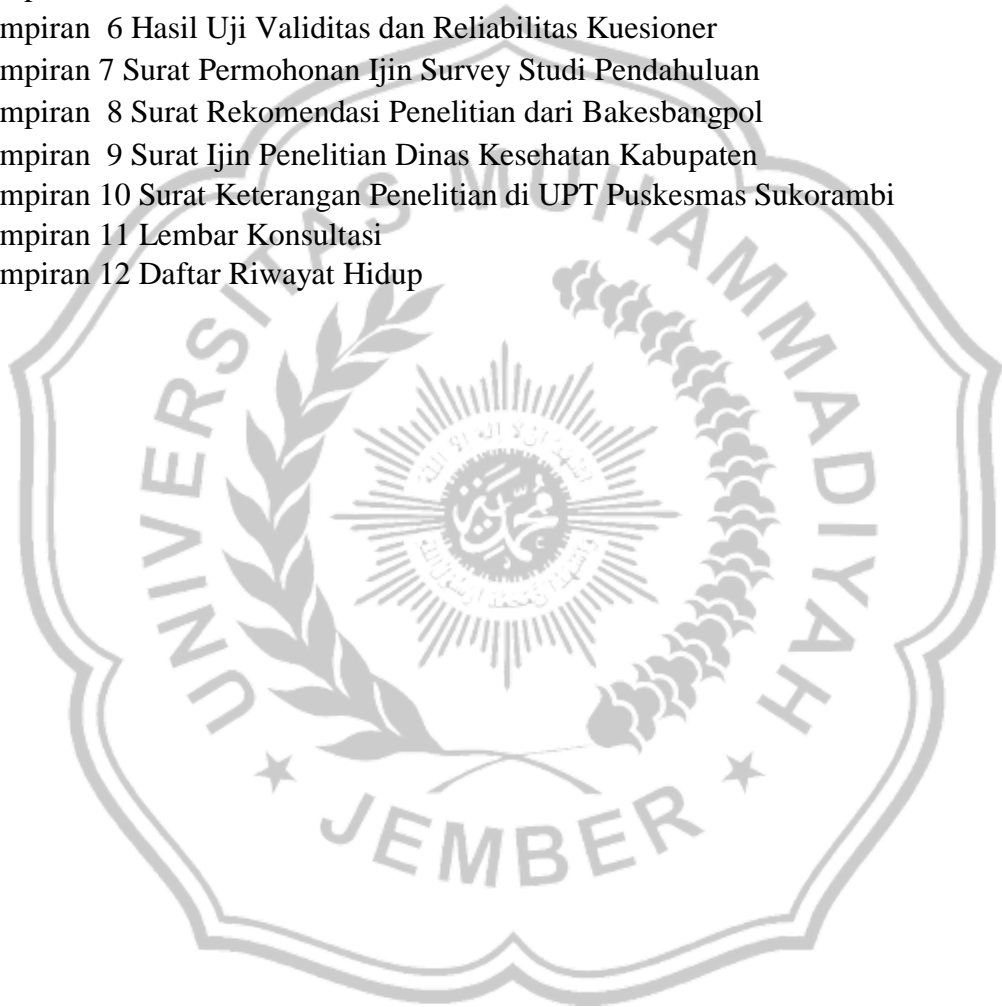 mpiran  6 Hasil Uji Validitas dan Reliabilitas Kuesioner
mpiran 7 Surat Permohonan Ijin Survey Studi Pendahuluan
mpiran  8 Surat Rekomendasi Penelitian dari Bakesbangpol
mpiran  9 Surat Ijin Penelitian Dinas Kesehatan Kabupaten
mpiran 10 Surat Keterangan Penelitian di UPT Puskesmas Sukorambi
mpiran 11 Lembar Konsultasi
mpiran 12 Daftar Riwayat Hidup
UNIVERSITAS MUHAMMADIYAH
JEMBER